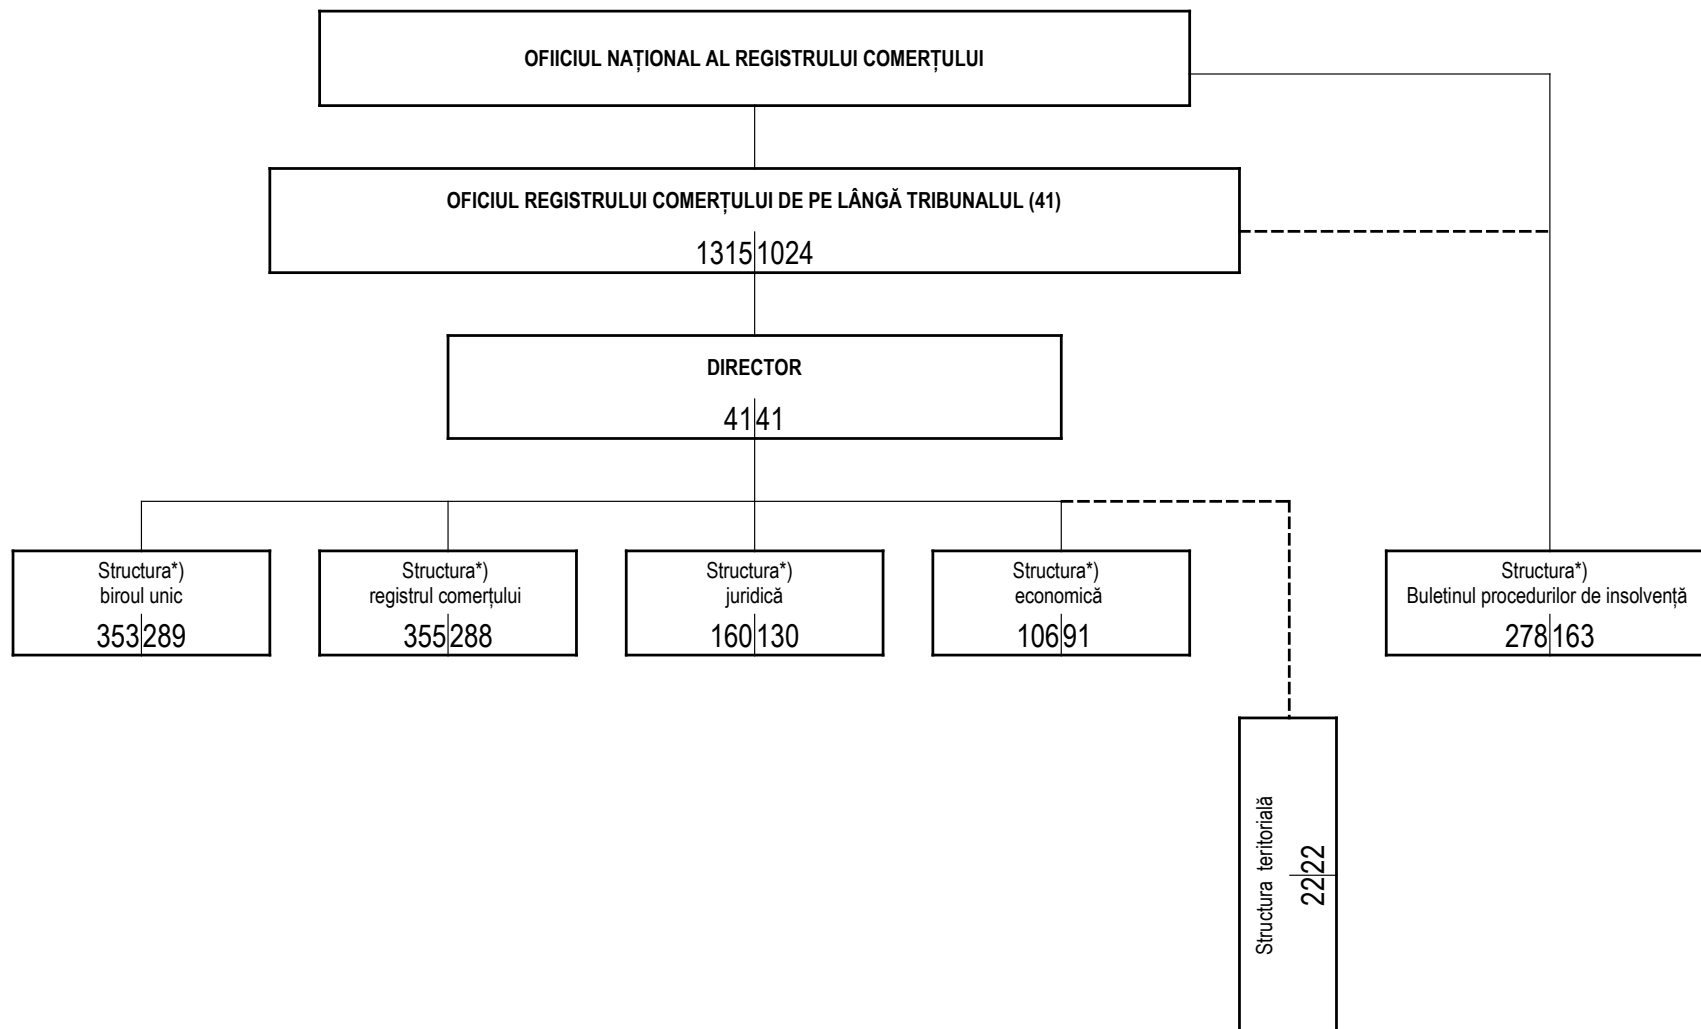 OFIICIUL NAȚIONAL AL REGISTRULUI COMERȚULUI
OFICIUL REGISTRULUI COMERȚULUI DE PE LÂNGĂ TRIBUNALUL (41)
1315 1024
DIRECTOR
41 41
Structura*)
biroul unic
353 289
Structura*)
registrul comerțului
355 288
Structura*)
juridică
160 130
Structura*)
economică
106 91
Structura*)
Buletinul procedurilor de insolvență
278 163
Structura teritorială
22 22